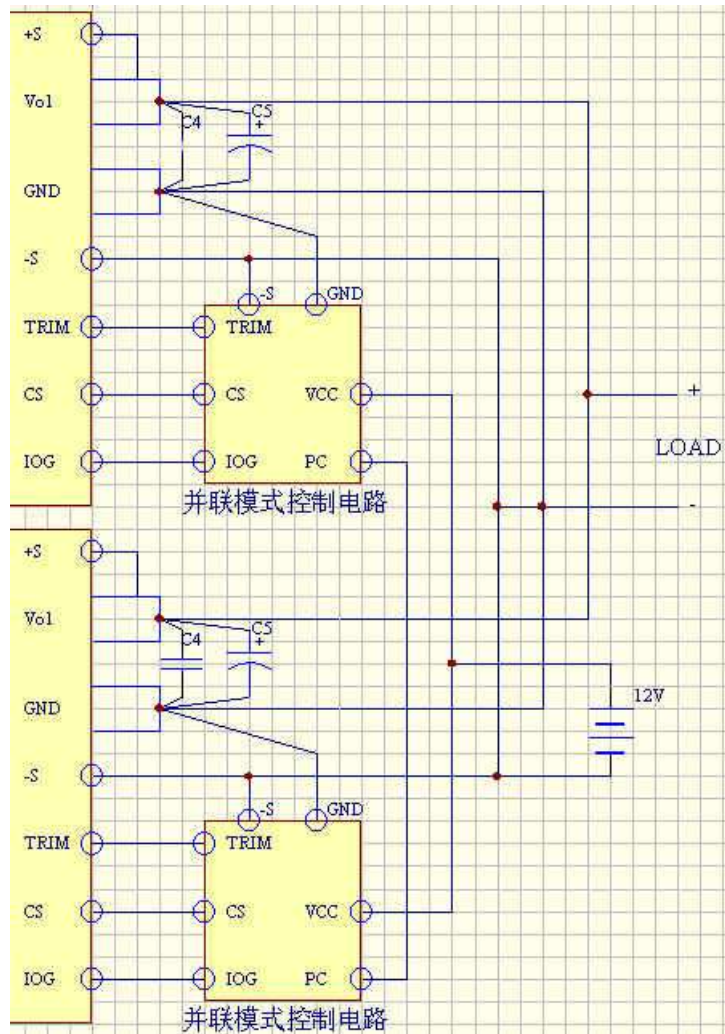 +S
Vo1
C4
C5
+
GND
-S
-S
GND
TRIM
TRIM
CS
CS
VCC
+
LOAD
IOG
IOG
PC
-
并联模式控制电路
+S
Vo1
C4
C5
+
GND
12V
-S
-S
GND
TRIM
TRIM
CS
CS
VCC
IOG
IOG
PC
并联模式控制电路